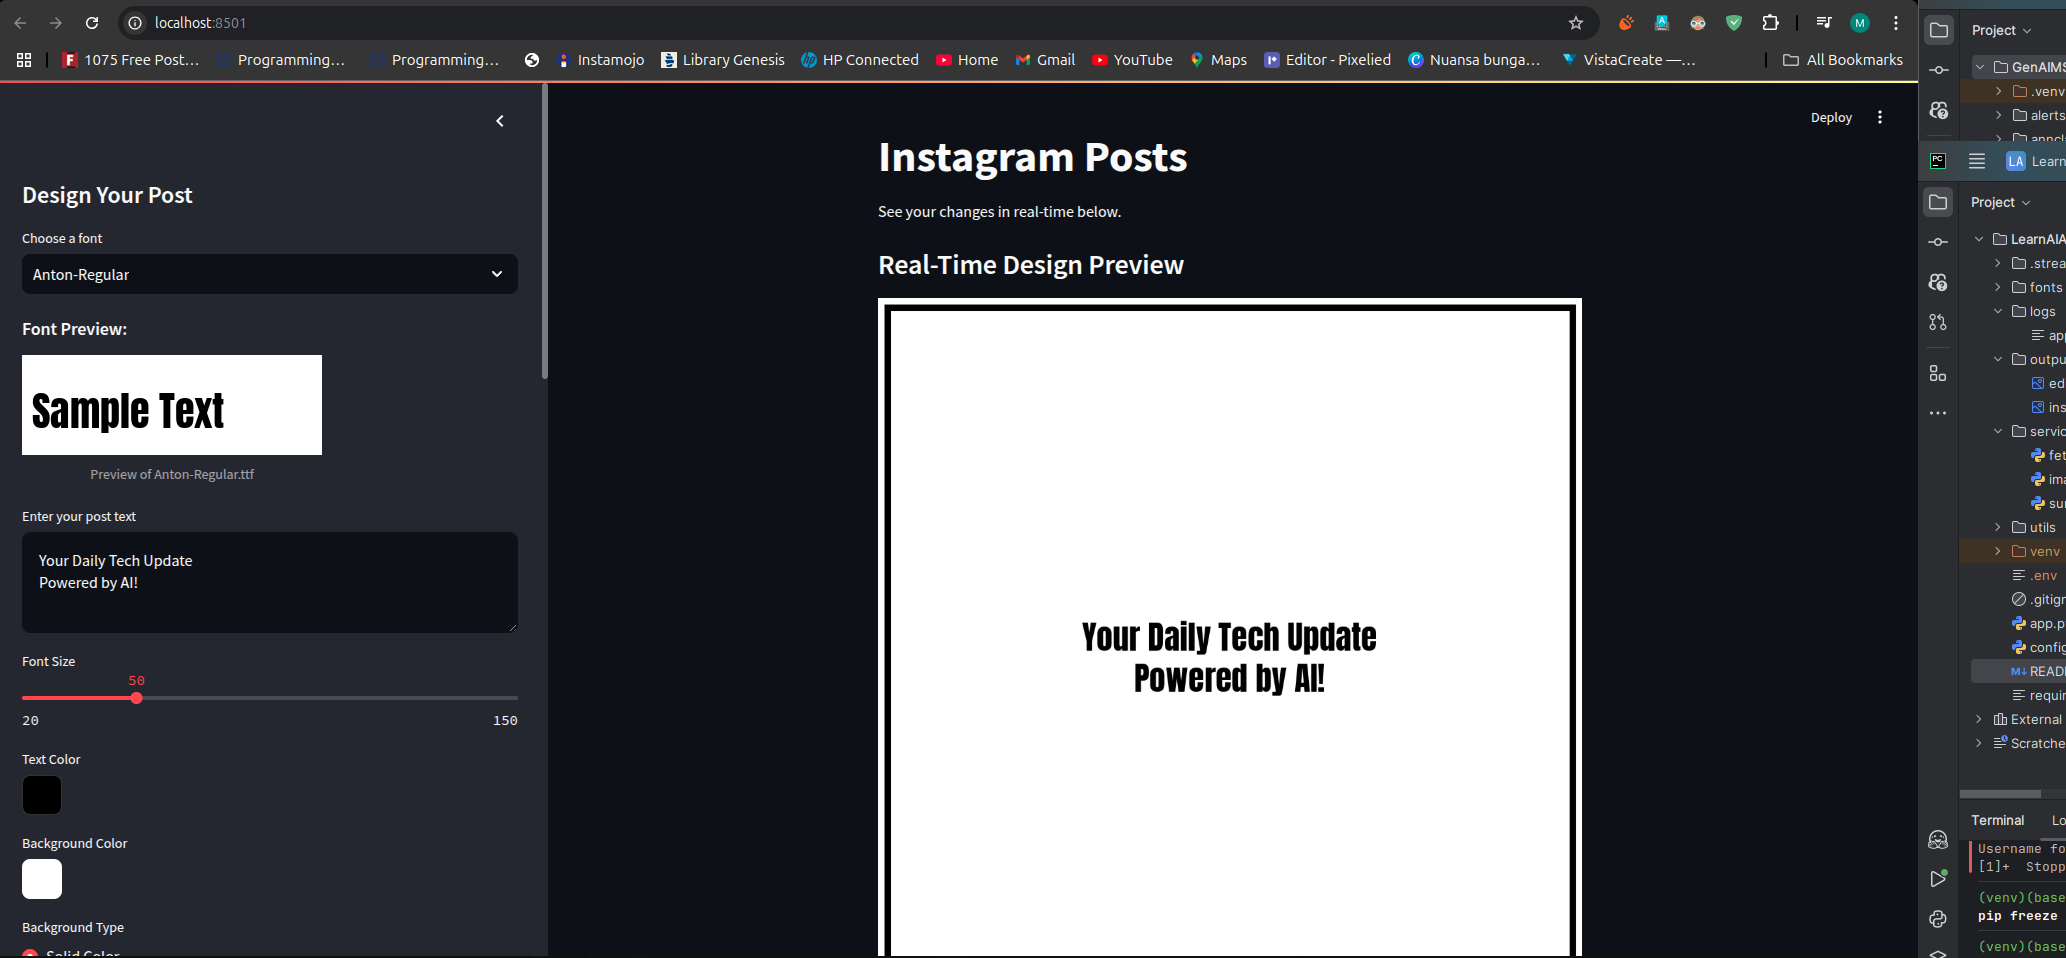 localhost:8501
M
1075 Free Post...
Programming...
Programming...
Instamojo
Library Genesis
HP Connected
Home
Gmail
YouTube
Maps
Editor - Pixelied
Nuansa bunga...
VistaCreate —...
All Bookmarks
Deploy
Design Your Post
Choose a font
Anton-Regular
Font Preview:
Sample Text
Preview of Anton-Regular.ttf
Enter your post text
Your Daily Tech Update
Powered by AI!
Font Size
50
20
150
Text Color
Background Color
Background Type
Solid Color
Instagram Posts
See your changes in real-time below.
Real-Time Design Preview
Your Daily Tech Update
Powered by AI!
Project
GenAIMS
.venv
alerts
PC
LA Learn
Project
LearnAIA
.strea
fonts
logs
app
outpu
ed
ins
servic
fet
ima
sur
utils
venv
.env
.gitigr
app.p
config
READ
requir
External
Scratche
Terminal
Lo
Username fo
[1]+ Stopp
(venv)(base
pip freeze
(venv)(base